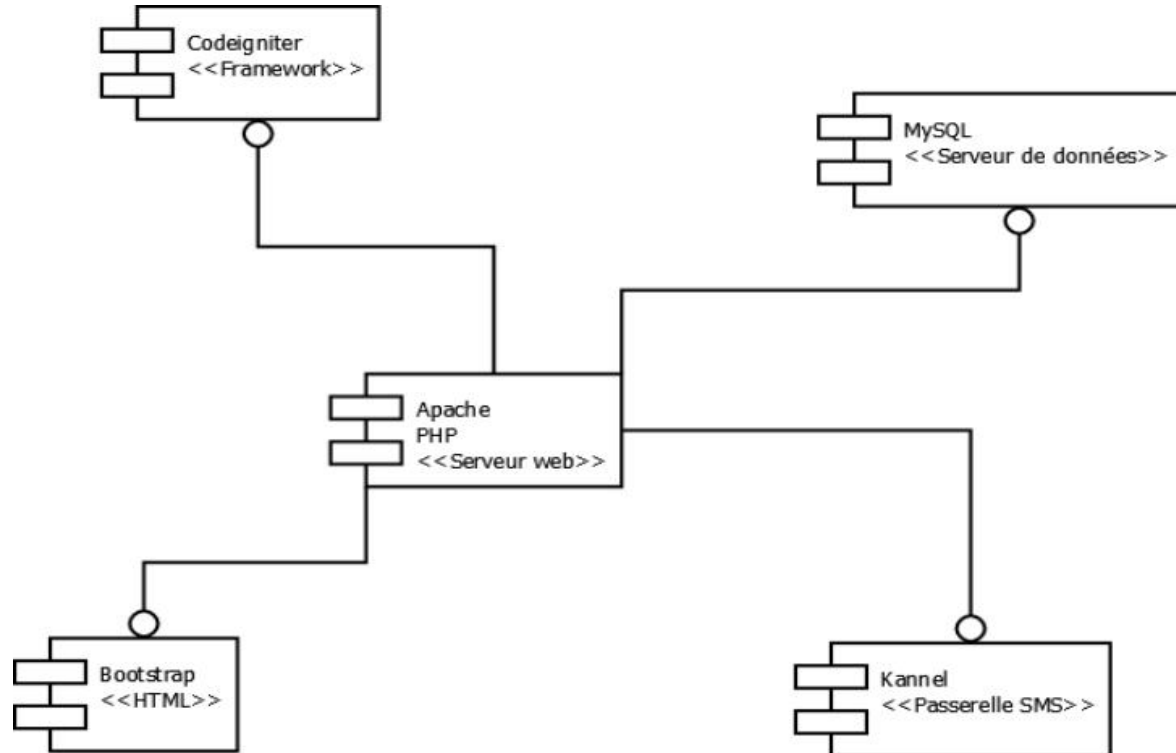 Codeigniter
<<Framework>>
MySQL
<<Serveur de données>>
Apache
PHP
<<Serveur web>>
Bootstrap
<<HTML>>
Kannel
<<Passerelle SMS>>